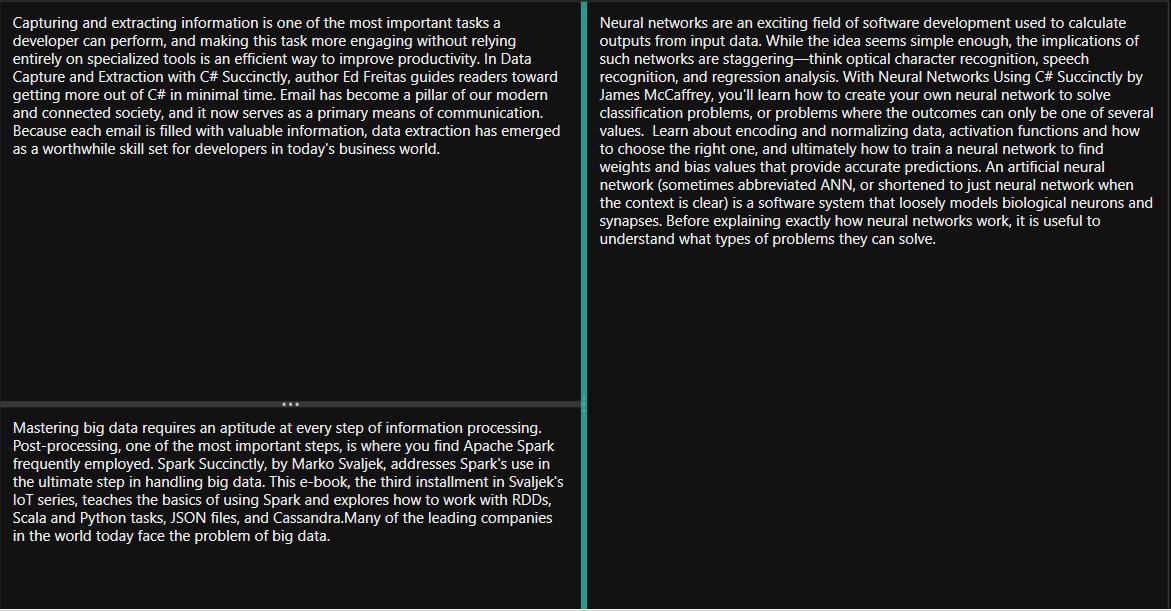 Capturing and extracting information is one of the most important tasks a
developer can perform, and making this task more engaging without relying
entirely on specialized tools is an efficient way to improve productivity. In Data
Capture and Extraction with C# Succinctly, author Ed Freitas guides readers toward
getting more out of C# in minimal time. Email has become a pillar of our modern
and connected society, and it now serves as a primary means of communication.
Because each email is filled with valuable information, data extraction has emerged
as a worthwhile skill set for developers in today's business world.
Mastering big data requires an aptitude at every step of information processing.
Post-processing, one of the most important steps, is where you find Apache Spark
frequently employed. Spark Succinctly, by Marko Svaljek, addresses Spark's use in
the ultimate step in handling big data. This e-book, the third installment in Svaljek's
IoT series, teaches the basics of using Spark and explores how to work with RDDs,
Scala and Python tasks, JSON files, and Cassandra.Many of the leading companies
in the world today face the problem of big data.
Neural networks are an exciting field of software development used to calculate
outputs from input data. While the idea seems simple enough, the implications of
such networks are staggering—think optical character recognition, speech
recognition, and regression analysis. With Neural Networks Using C# Succinctly by
James McCaffrey, you'll learn how to create your own neural network to solve
classification problems, or problems where the outcomes can only be one of several
values.  Learn about encoding and normalizing data, activation functions and how
to choose the right one, and ultimately how to train a neural network to find
weights and bias values that provide accurate predictions. An artificial neural
network (sometimes abbreviated ANN, or shortened to just neural network when
the context is clear) is a software system that loosely models biological neurons and
synapses. Before explaining exactly how neural networks work, it is useful to
understand what types of problems they can solve.